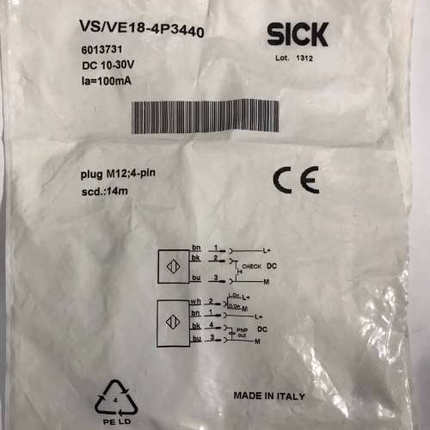 VS/VE18-4P3440
6013731
DC 10-30V
Ia=100mA
SICK
Lot. 1312
plug M12;4-pin
scd.:14m
CE
bn 1 L+
bk 2 CHECK DC
bu 3 M
wh 2 L.On L+
D.On M
bn 1 L+
bk 4 PNP DC
bu 3 M
4
PE LD
MADE IN ITALY